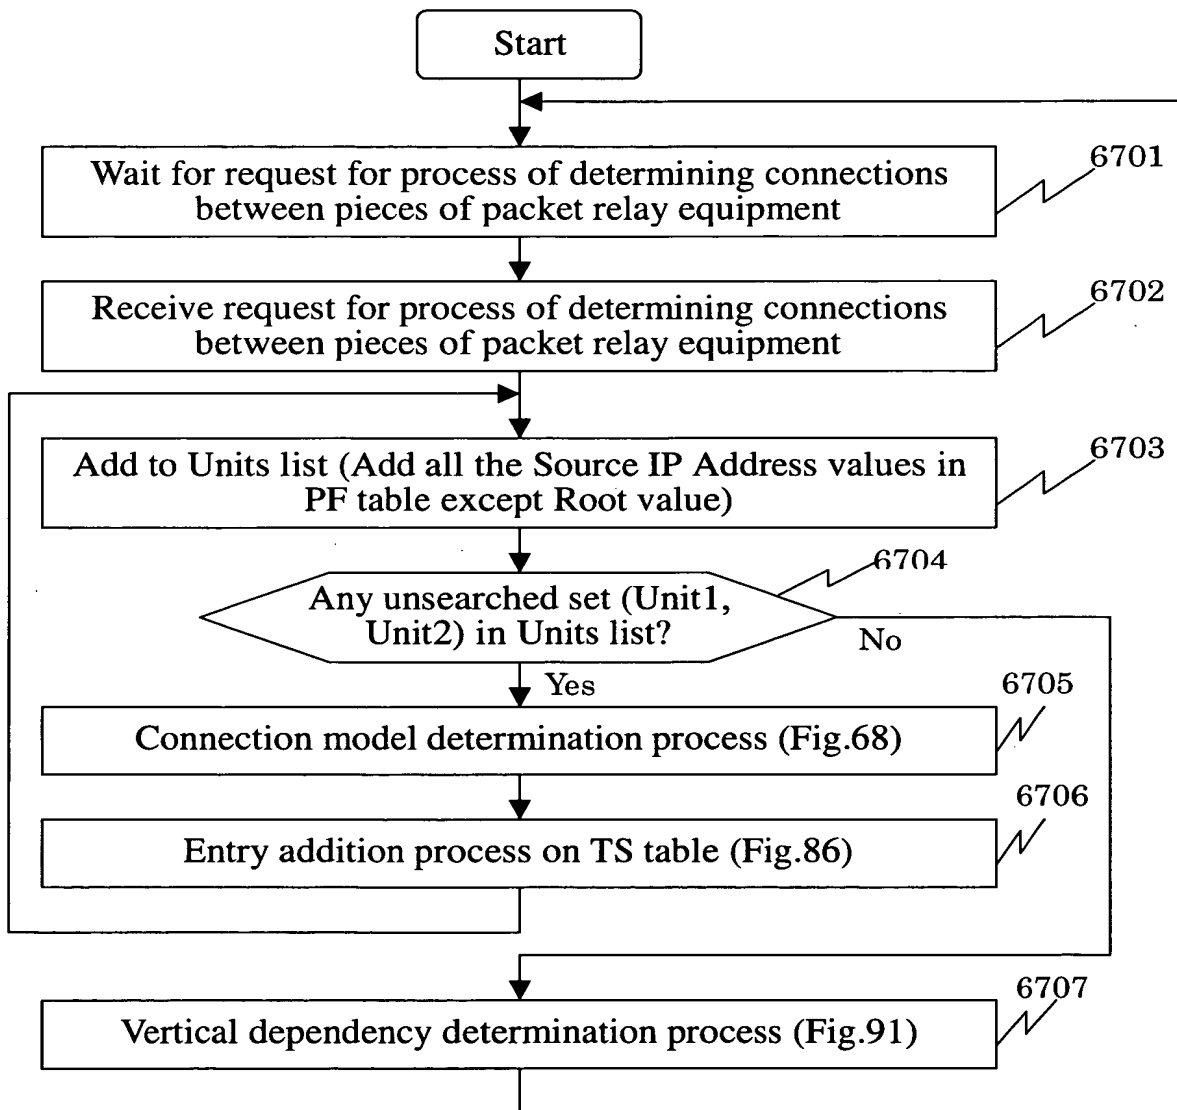 Start
Wait for request for process of determining connections
between pieces of packet relay equipment
6701
Receive request for process of determining connections
between pieces of packet relay equipment
6702
Add to Units list (Add all the Source IP Address values in
PF table except Root value)
6703
Any unsearched set (Unit1,
Unit2) in Units list?
6704
No
Yes
Connection model determination process (Fig.68)
6705
Entry addition process on TS table (Fig.86)
6706
Vertical dependency determination process (Fig.91)
6707